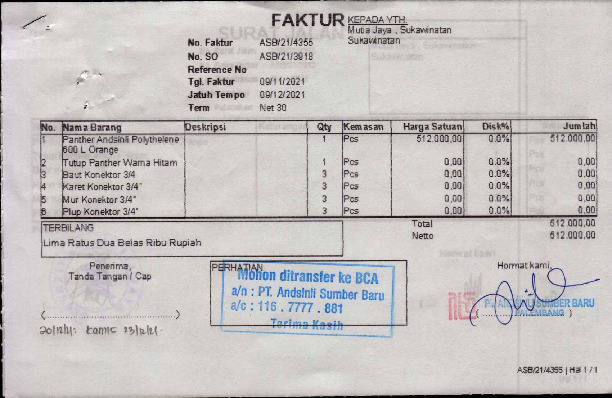 FAKTUR
KEPADA YTH:
Mutia Jaya , Sukawinatan
Sukawinatan
No. Faktur ASB/21/4355
No. SO ASB/21/3918
Reference No
Tgl. Faktur 09/11/2021
Jatuh Tempo 09/12/2021
Term Net 30
No. Nama Barang Deskripsi Qty Kemasan Harga Satuan Disk% Jumlah
1 Panther Andsinli Polythelene 1 Pcs 512.000,00 0.0% 512.000,00
600 L Orange
2 Tutup Panther Warna Hitam 1 Pcs 0,00 0.0% 0,00
3 Baut Konektor 3/4 3 Pcs 0,00 0.0% 0,00
4 Karet Konektor 3/4" 3 Pcs 0,00 0.0% 0,00
5 Mur Konektor 3/4" 3 Pcs 0,00 0.0% 0,00
6 Plup Konektor 3/4" 3 Pcs 0,00 0.0% 0,00
TERBILANG
Lima Ratus Dua Belas Ribu Rupiah
Total 512.000,00
Netto 512.000,00
Penerima,
Tanda Tangan / Cap
PERHATIAN
Mohon ditransfer ke BCA
a/n : PT. Andsinli Sumber Baru
a/c : 116 . 7777 . 881
Terima Kasih
Hormat kami,
PT. ANDSINLI SUMBER BARU
PALEMBANG
ASB/21/4355 | Hal 1 / 1